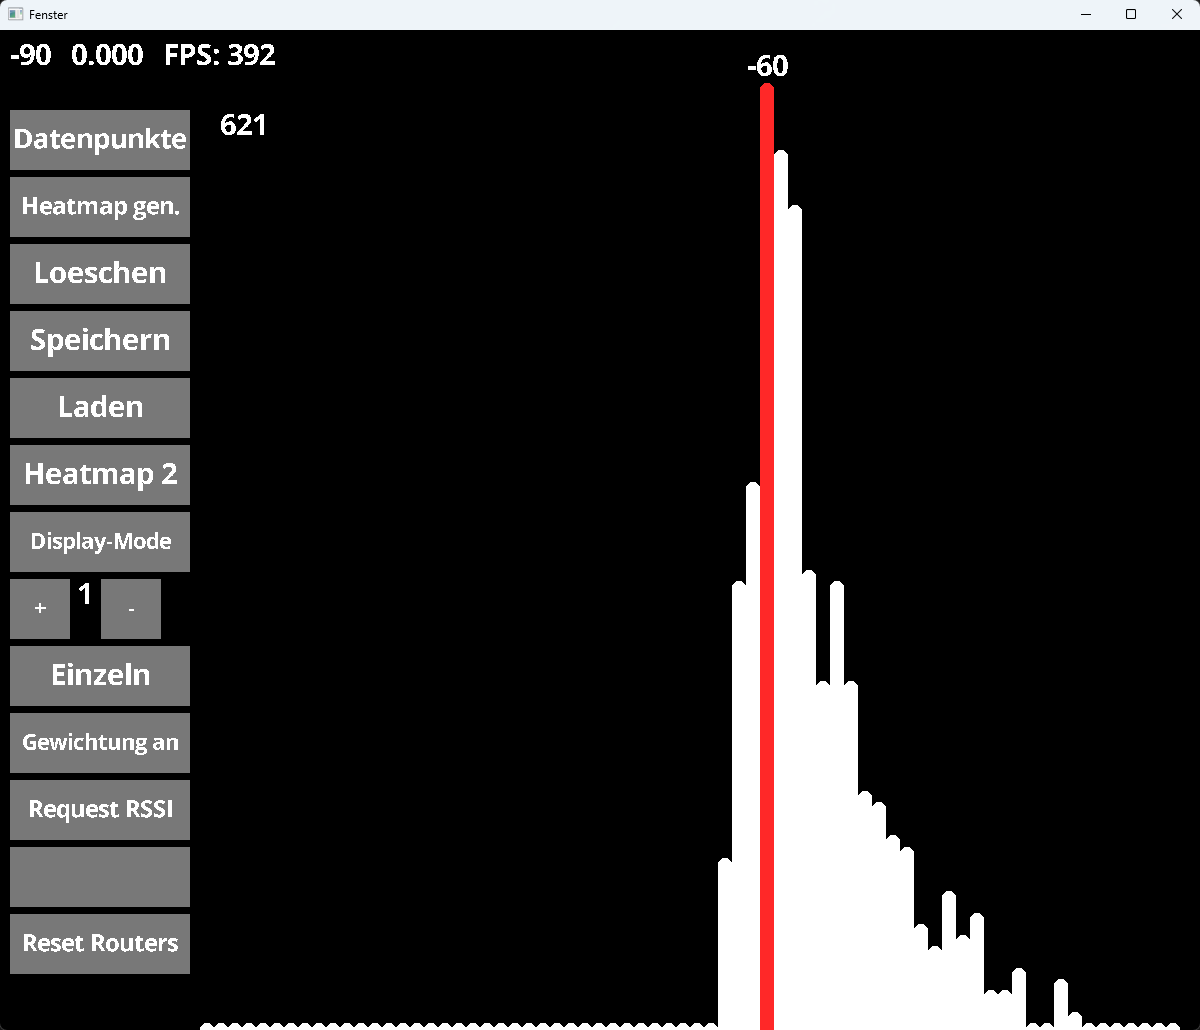 Fenster
-90 0.000 FPS: 392
-60
621
Datenpunkte
Heatmap gen.
Loeschen
Speichern
Laden
Heatmap 2
Display-Mode
+ 1 -
Einzeln
Gewichtung an
Request RSSI
Reset Routers